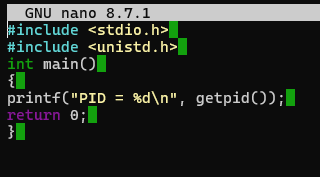 GNU nano 8.7.1
#include <stdio.h>
#include <unistd.h>
int main()
{
printf("PID = %d\n", getpid());
return 0;
}